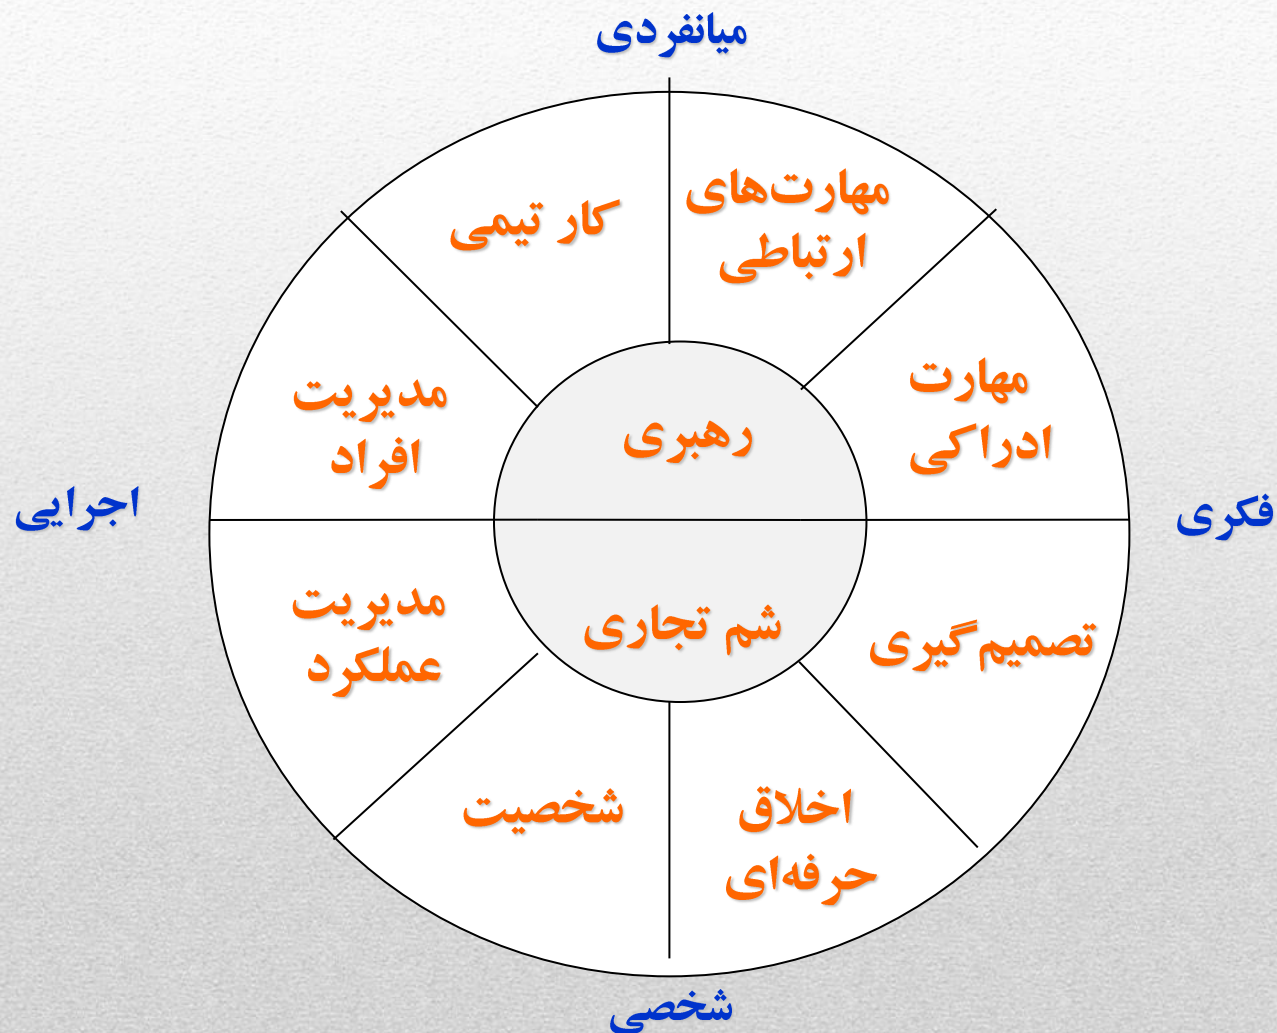 میانفردی
مهارت‌های
ارتباطی
کار تیمی
مهارت
ادراکی
مدیریت
افراد
رهبری
فکری
اجرایی
شم تجاری
تصمیم‌گیری
مدیریت
عملکرد
اخلاق
حرفه‌ای
شخصیت
شخصی